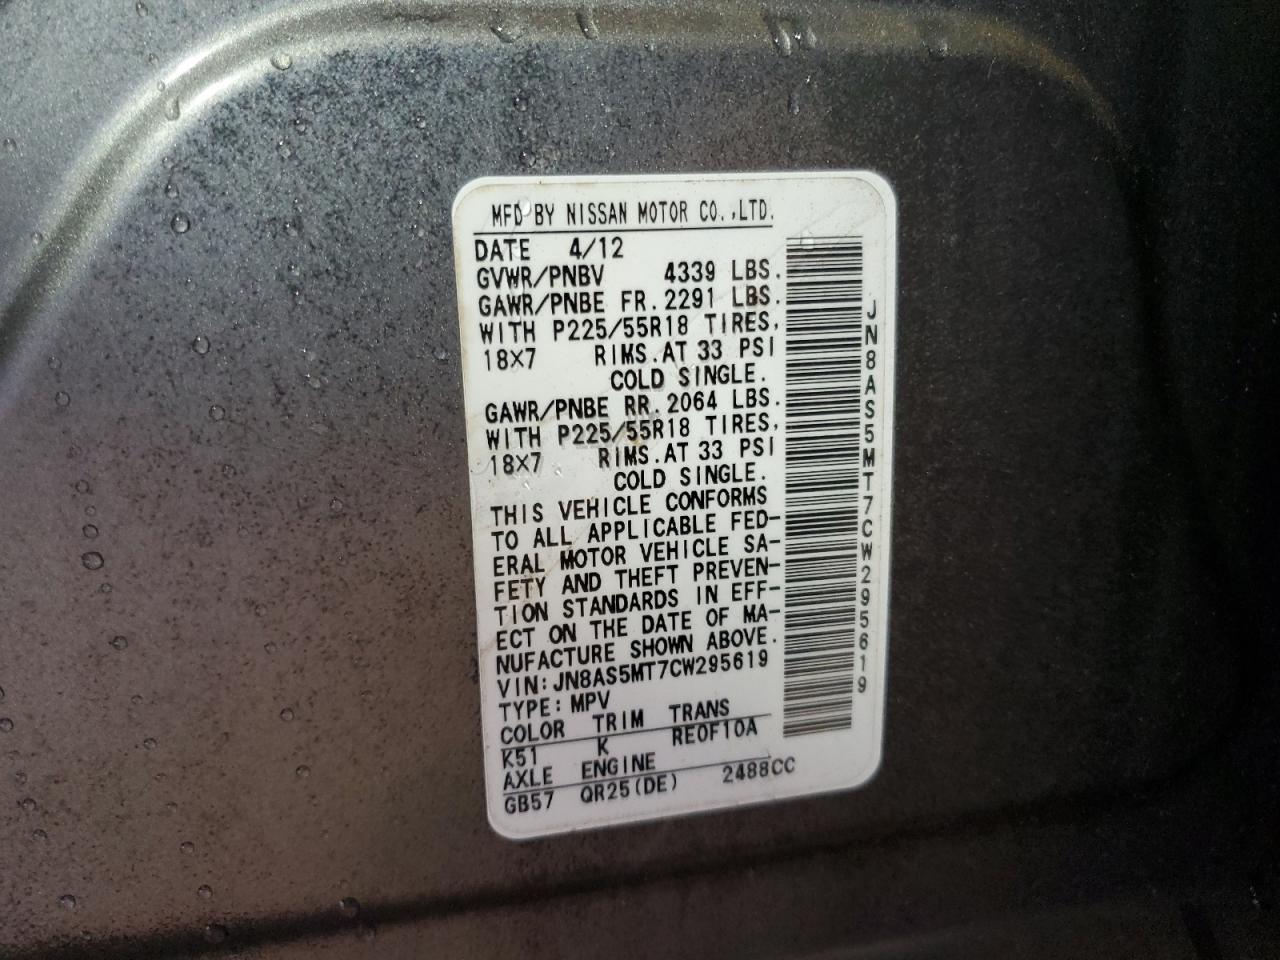 MFD BY NISSAN MOTOR CO.,LTD.
DATE 4/12
GVWR/PNBV 4339 LBS.
GAWR/PNBE FR.2291 LBS.
WITH P225/55R18 TIRES,
18X7 RIMS.AT 33 PSI
COLD SINGLE.
GAWR/PNBE RR.2064 LBS.
WITH P225/55R18 TIRES,
18X7 RIMS.AT 33 PSI
COLD SINGLE.
THIS VEHICLE CONFORMS
TO ALL APPLICABLE FED-
ERAL MOTOR VEHICLE SA-
FETY AND THEFT PREVEN-
TION STANDARDS IN EFF-
ECT ON THE DATE OF MA-
NUFACTURE SHOWN ABOVE.
VIN:JN8AS5MT7CW295619
TYPE:MPV
COLOR TRIM TRANS
K51 K RE0F10A
AXLE ENGINE
GB57 QR25(DE) 2488CC
JN8AS5MT7CW295619